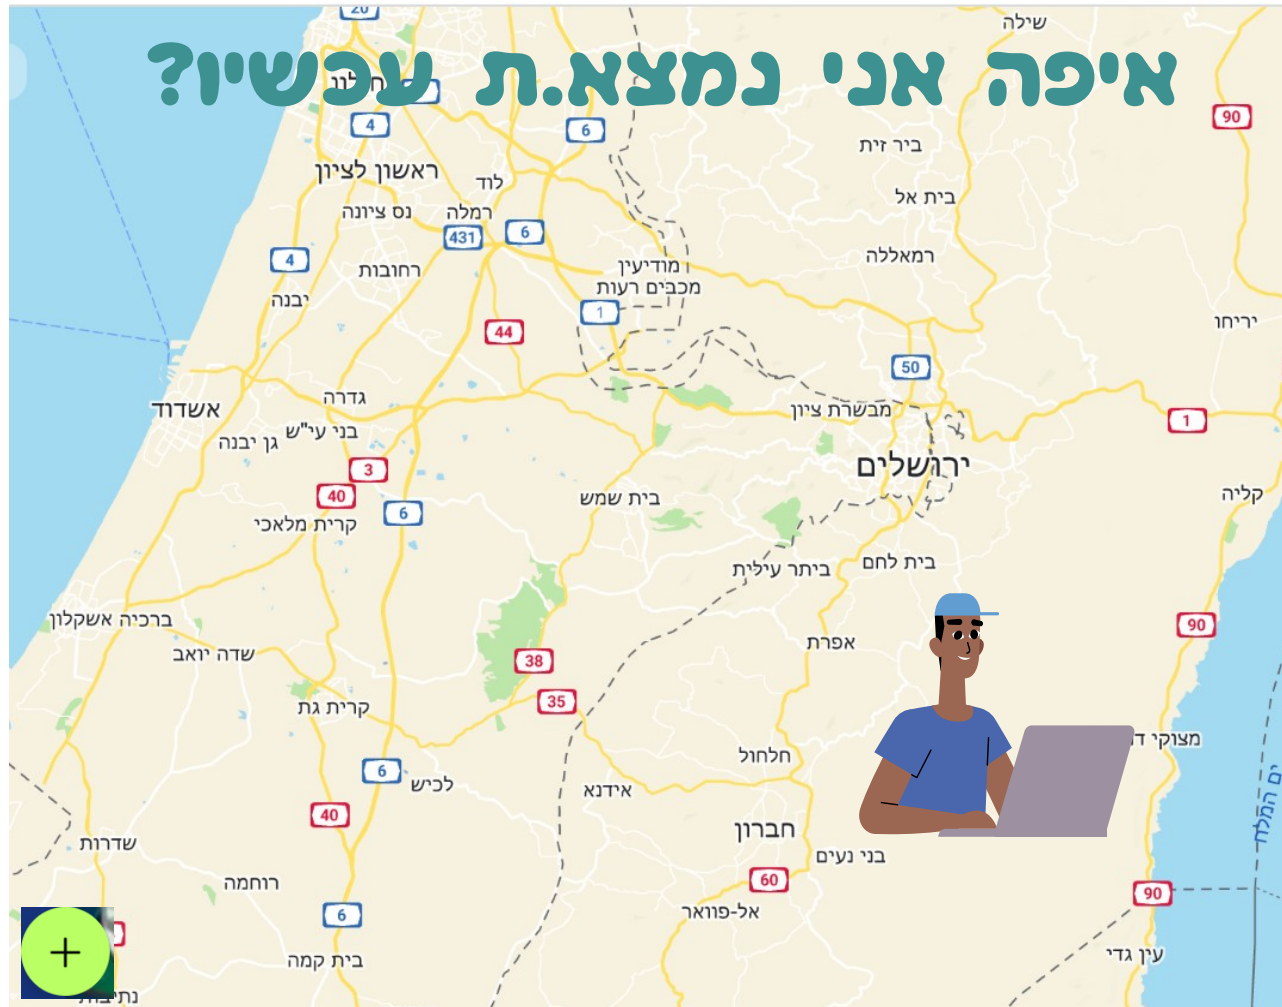 20
שילה
איפה אני נמצא.ת עכשיו?
4
6
90
ביר זית
ראשון לציון
לוד
בית אל
נס ציונה
רמלה
431
6
4
רחובות
רמאללה
מודיעין
מכבים רעות
יבנה
1
44
יריחו
50
גדרה
אשדוד
מבשרת ציון
1
בני עי"ש
גן יבנה
3
ירושלים
40
בית שמש
קליה
6
קרית מלאכי
ביתר עילית
בית לחם
ברכיה אשקלון
90
אפרת
שדה יואב
38
35
קרית גת
מצוקי ד
חלחול
6
לכיש
אידנא
ים המלח
40
חברון
שדרות
בני נעים
רוחמה
60
90
אל-פוואר
6
בית קמה
עין גדי